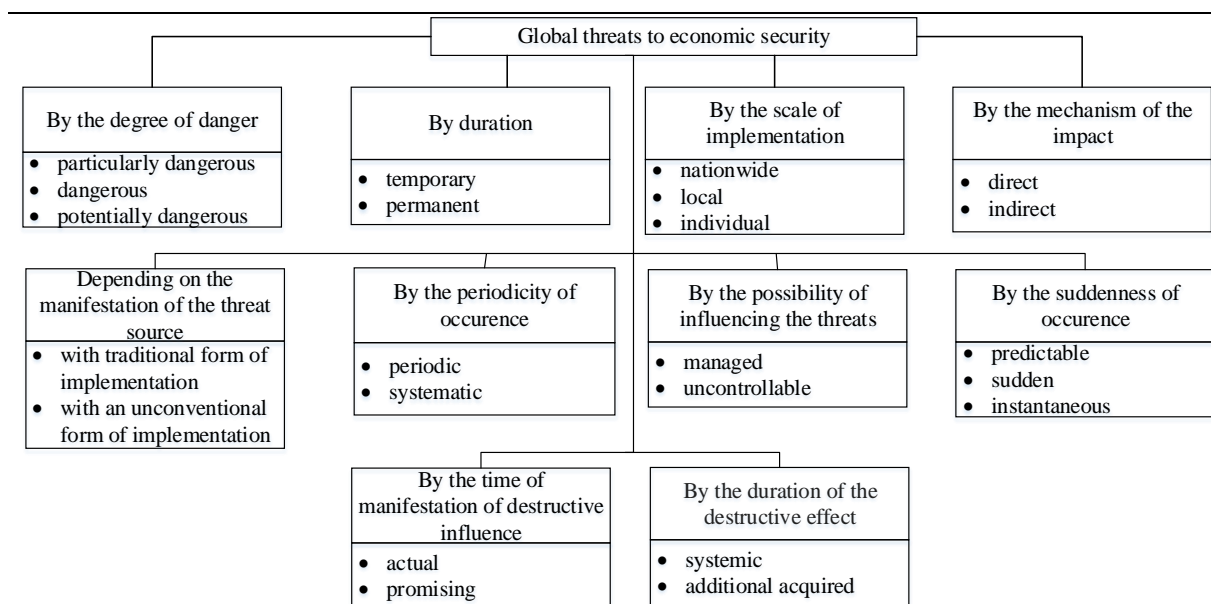 Global threats to economic security
By the degree of danger
• particularly dangerous
• dangerous
• potentially dangerous
By duration
• temporary
• permanent
By the scale of
implementation
• nationwide
• local
• individual
By the mechanism of the
impact
• direct
• indirect
Depending on the
manifestation of the threat
source
• with traditional form of
implementation
• with an unconventional
form of implementation
By the periodicity of
occurence
• periodic
• systematic
By the possibility of
influencing the threats
• managed
• uncontrollable
By the suddenness of
occurence
• predictable
• sudden
• instantaneous
By the time of
manifestation of destructive
influence
• actual
• promising
By the duration of the
destructive effect
• systemic
• additional acquired